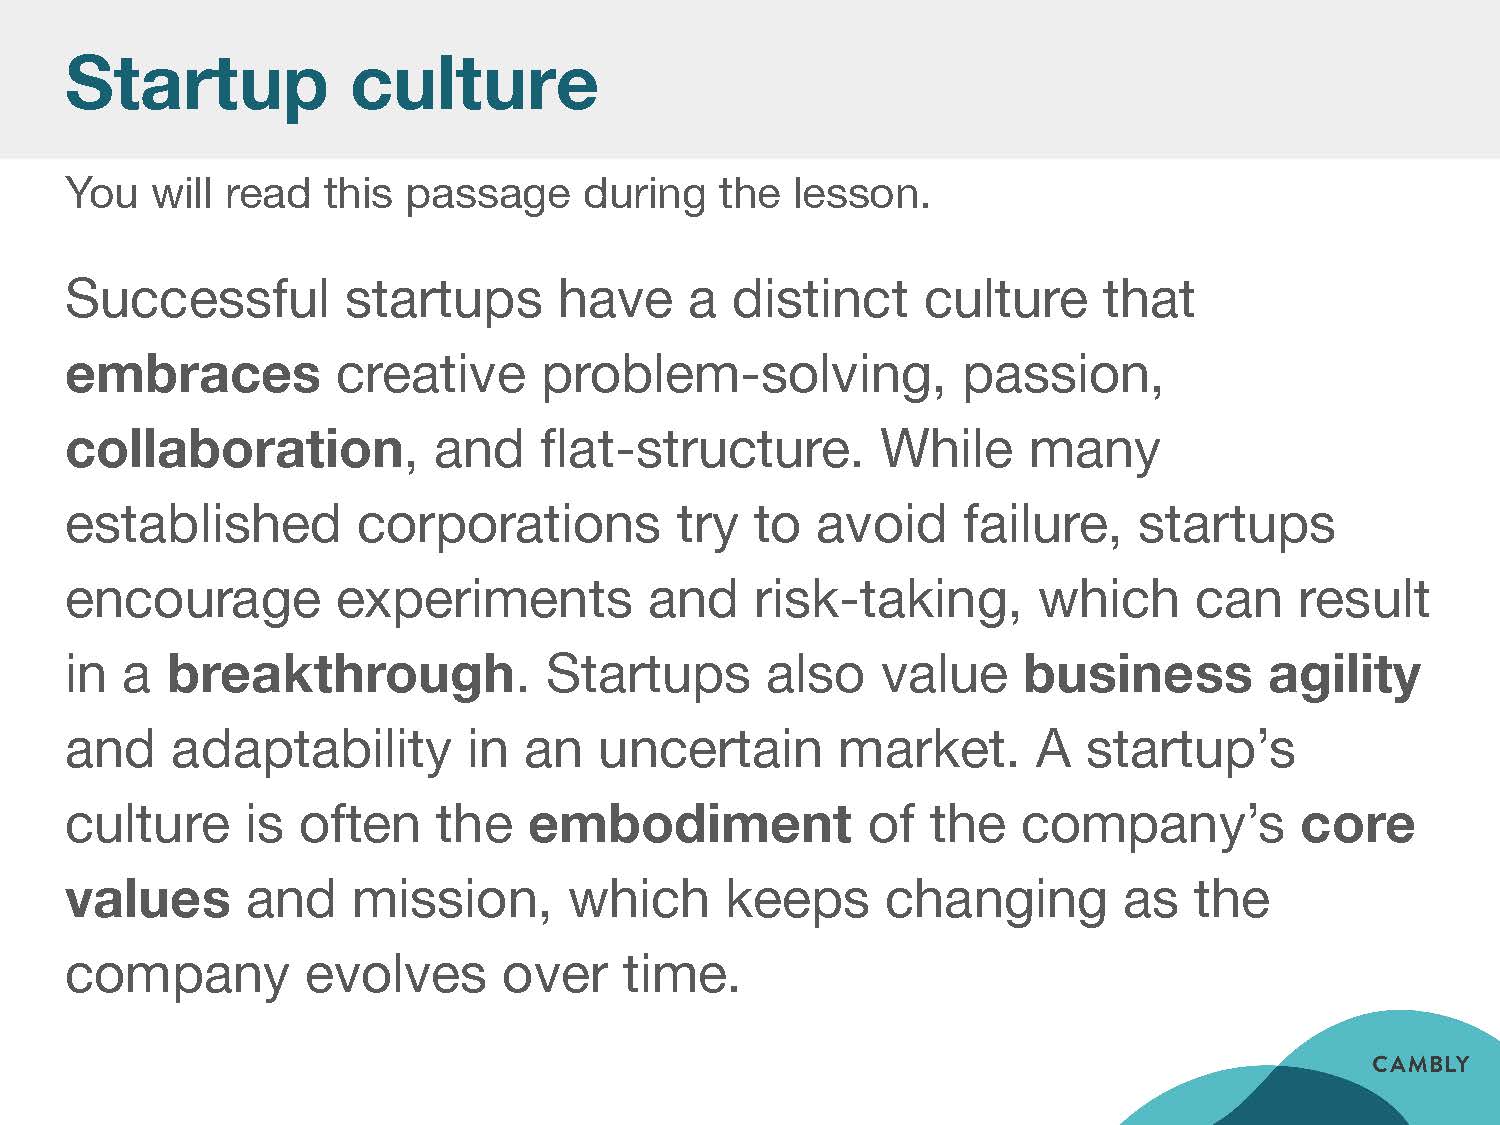 Startup culture
You will read this passage during the lesson.
Successful startups have a distinct culture that
embraces creative problem-solving, passion,
collaboration, and flat-structure. While many
established corporations try to avoid failure, startups
encourage experiments and risk-taking, which can result
in a breakthrough. Startups also value business agility
and adaptability in an uncertain market. A startup’s
culture is often the embodiment of the company’s core
values and mission, which keeps changing as the
company evolves over time.
CAMBLY